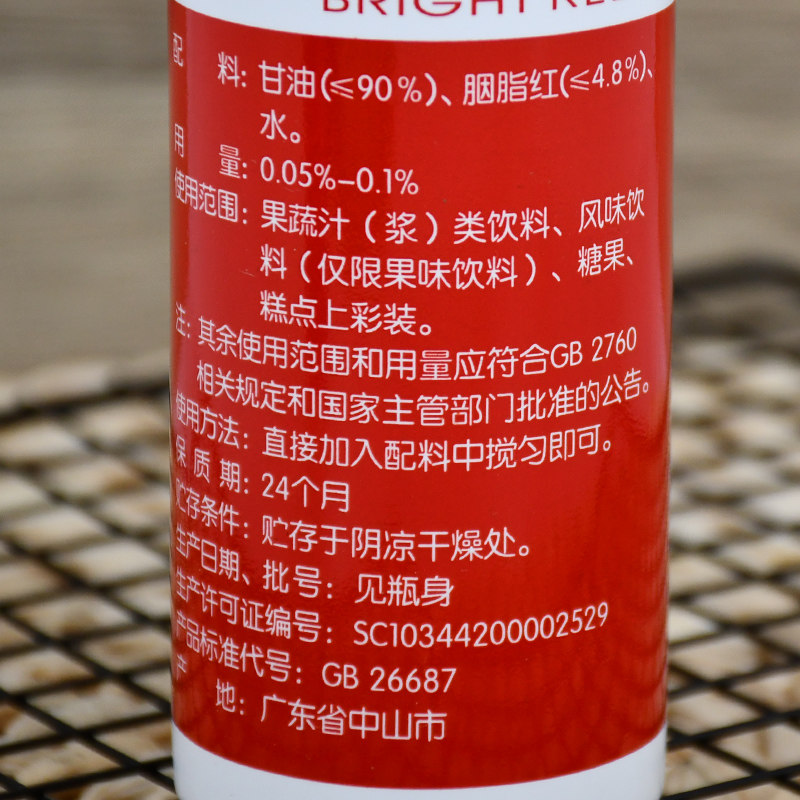 BRIGHT RE
配料: 甘油(≤90%)、胭脂红(≤4.8%)、
水。
用量: 0.05%-0.1%
使用范围: 果蔬汁（浆）类饮料、风味饮
料（仅限果味饮料）、糖果、
糕点上彩装。
注: 其余使用范围和用量应符合GB 2760
相关规定和国家主管部门批准的公告。
使用方法: 直接加入配料中搅匀即可。
保质期: 24个月
贮存条件: 贮存于阴凉干燥处。
生产日期、批号: 见瓶身
生产许可证编号: SC10344200002529
产品标准代号: GB 26687
产地: 广东省中山市